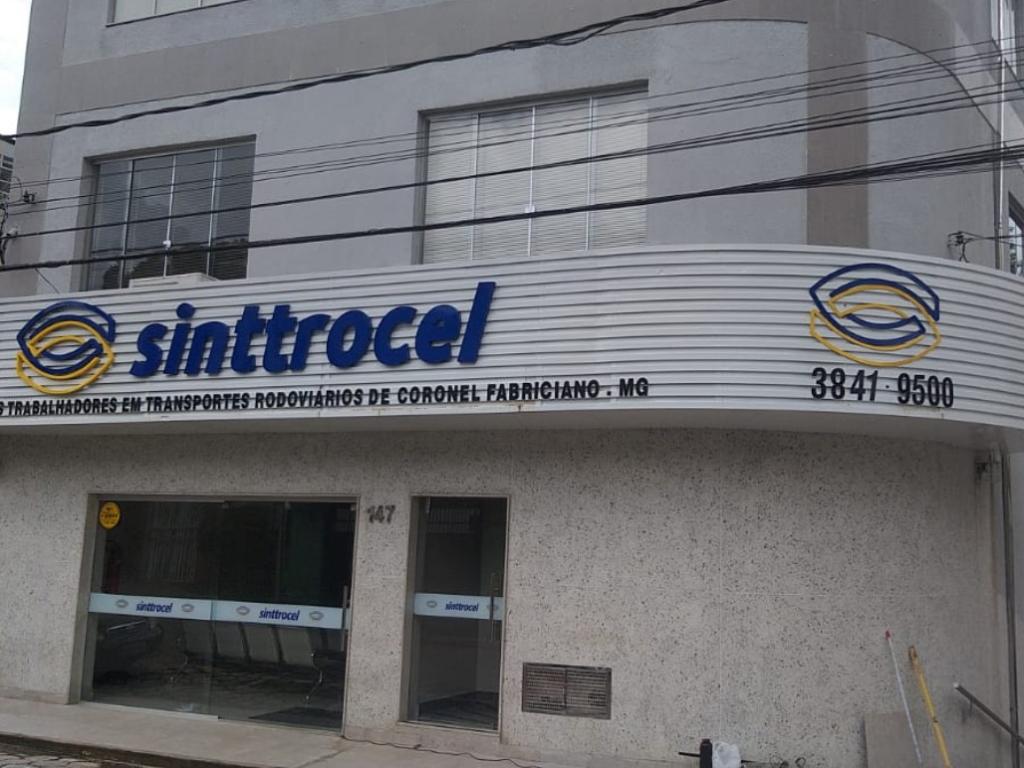 sinttrocel
S TRABALHADORES EM TRANSPORTES RODOVIÁRIOS DE CORONEL FABRICIANO . MG
3841 · 9500
147
sinttrocel
sinttrocel
sinttrocel